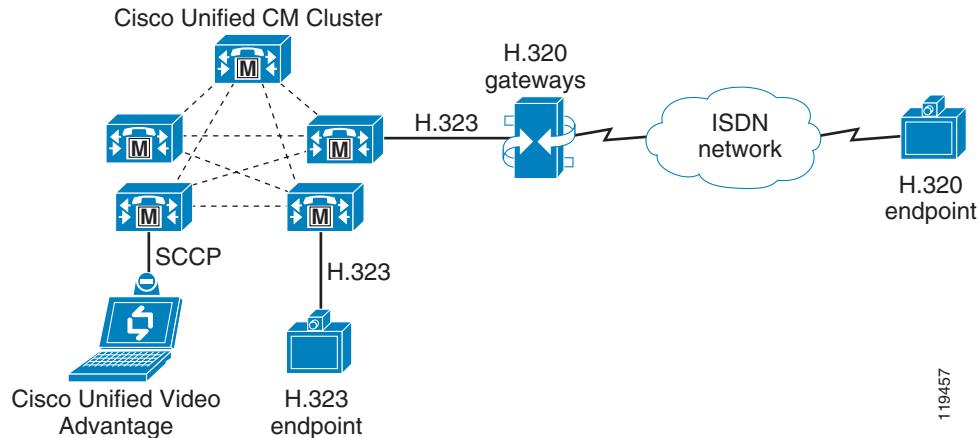 Cisco Unified CM Cluster
M
M
M
M
M
H.320
gateways
H.323
ISDN
network
H.320
endpoint
SCCP
H.323
Cisco Unified Video
Advantage
H.323
endpoint
119457